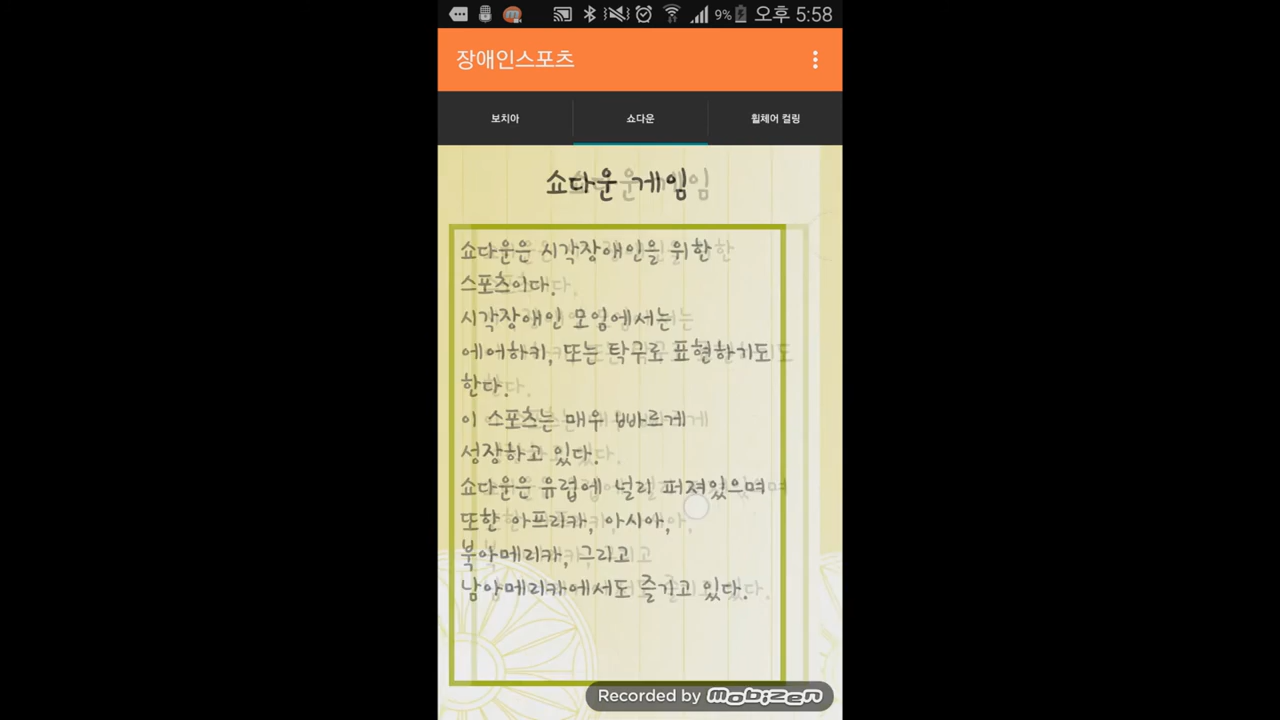 9% 오후 5:58
장애인스포츠
보치아 쇼다운 휠체어 컬링
쇼다운 게임
쇼다운은 시각장애인을 위한
스포츠이다.
시각장애인 모임에서는
에어하키, 또는 탁구로 표현하기도
한다.
이 스포츠는 매우 빠르게
성장하고 있다.
쇼다운은 유럽에 널리 퍼져있으며
또한 아프리카, 아시아,
북아메리카, 그리고
남아메리카에서도 즐기고 있다.
Recorded by mobizen